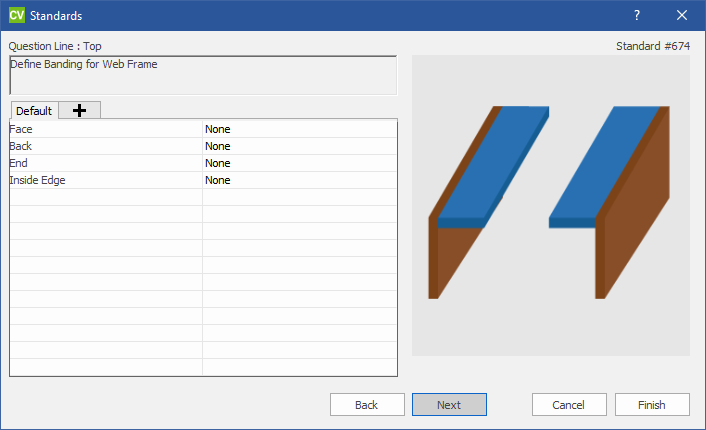 CV Standards ?
Question Line : Top Standard #674
Define Banding for Web Frame
Default
Face None
Back None
End None
Inside Edge None
Back Next Cancel Finish